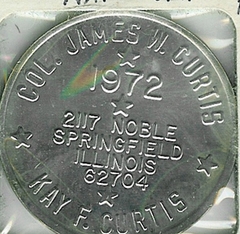 COL. JAMES W. CURTIS
1972
2117 NOBLE
SPRINGFIELD
ILLINOIS
62704
KAY F. CURTIS